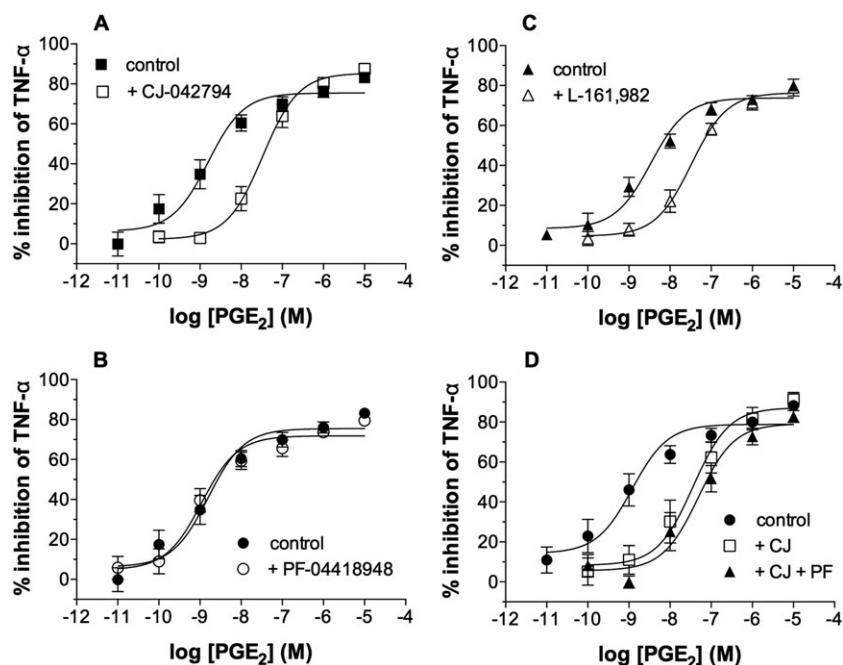 A
control
+ CJ-042794
% inhibition of TNF-α
100
80
60
40
20
0
-12 -11 -10 -9 -8 -7 -6 -5 -4
log [PGE₂] (M)
C
control
+ L-161,982
% inhibition of TNF-α
100
80
60
40
20
0
-12 -11 -10 -9 -8 -7 -6 -5 -4
log [PGE₂] (M)
B
control
+ PF-04418948
% inhibition of TNF-α
100
80
60
40
20
0
-12 -11 -10 -9 -8 -7 -6 -5 -4
log [PGE₂] (M)
D
control
+ CJ
+ CJ + PF
% inhibition of TNF-α
100
80
60
40
20
0
-12 -11 -10 -9 -8 -7 -6 -5 -4
log [PGE₂] (M)